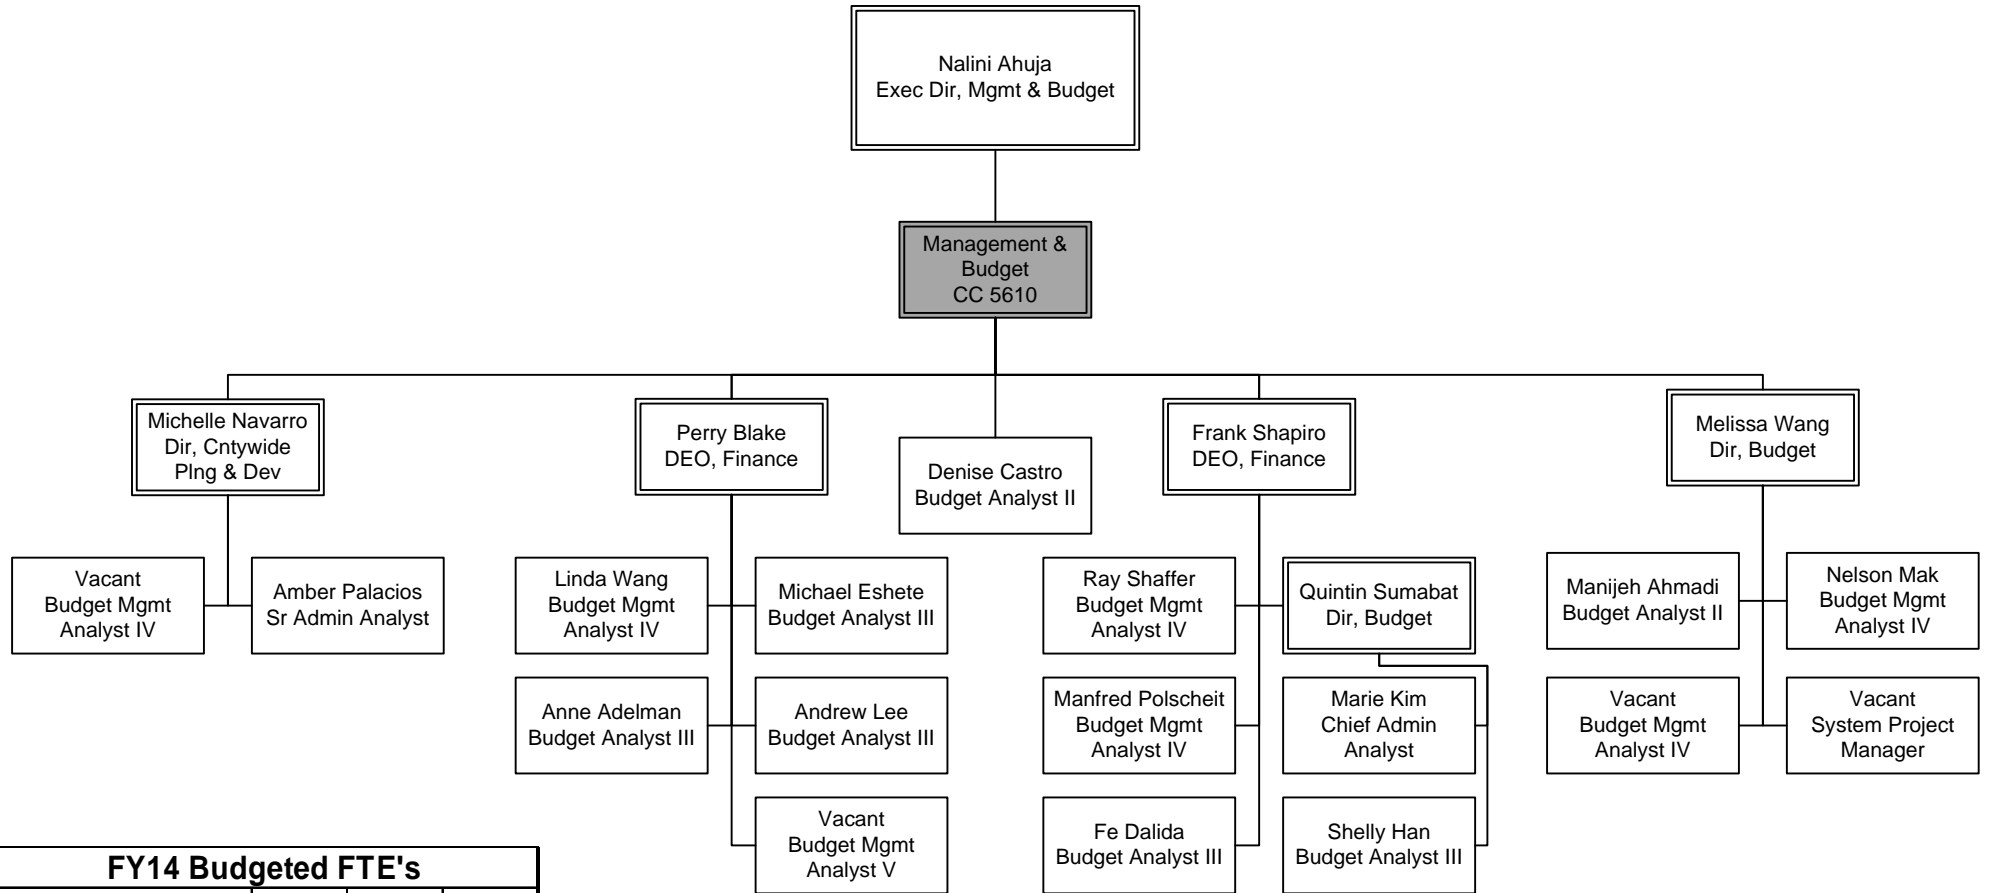 Nalini Ahuja
Exec Dir, Mgmt & Budget
Management &
Budget
CC 5610
Michelle Navarro
Dir, Cntywide
Plng & Dev
Perry Blake
DEO, Finance
Denise Castro
Budget Analyst II
Frank Shapiro
DEO, Finance
Melissa Wang
Dir, Budget
Vacant
Budget Mgmt
Analyst IV
Amber Palacios
Sr Admin Analyst
Linda Wang
Budget Mgmt
Analyst IV
Michael Eshete
Budget Analyst III
Anne Adelman
Budget Analyst III
Andrew Lee
Budget Analyst III
Vacant
Budget Mgmt
Analyst V
Ray Shaffer
Budget Mgmt
Analyst IV
Quintin Sumabat
Dir, Budget
Manfred Polscheit
Budget Mgmt
Analyst IV
Marie Kim
Chief Admin
Analyst
Fe Dalida
Budget Analyst III
Shelly Han
Budget Analyst III
Manijeh Ahmadi
Budget Analyst II
Nelson Mak
Budget Mgmt
Analyst IV
Vacant
Budget Mgmt
Analyst IV
Vacant
System Project
Manager
FY14 Budgeted FTE's